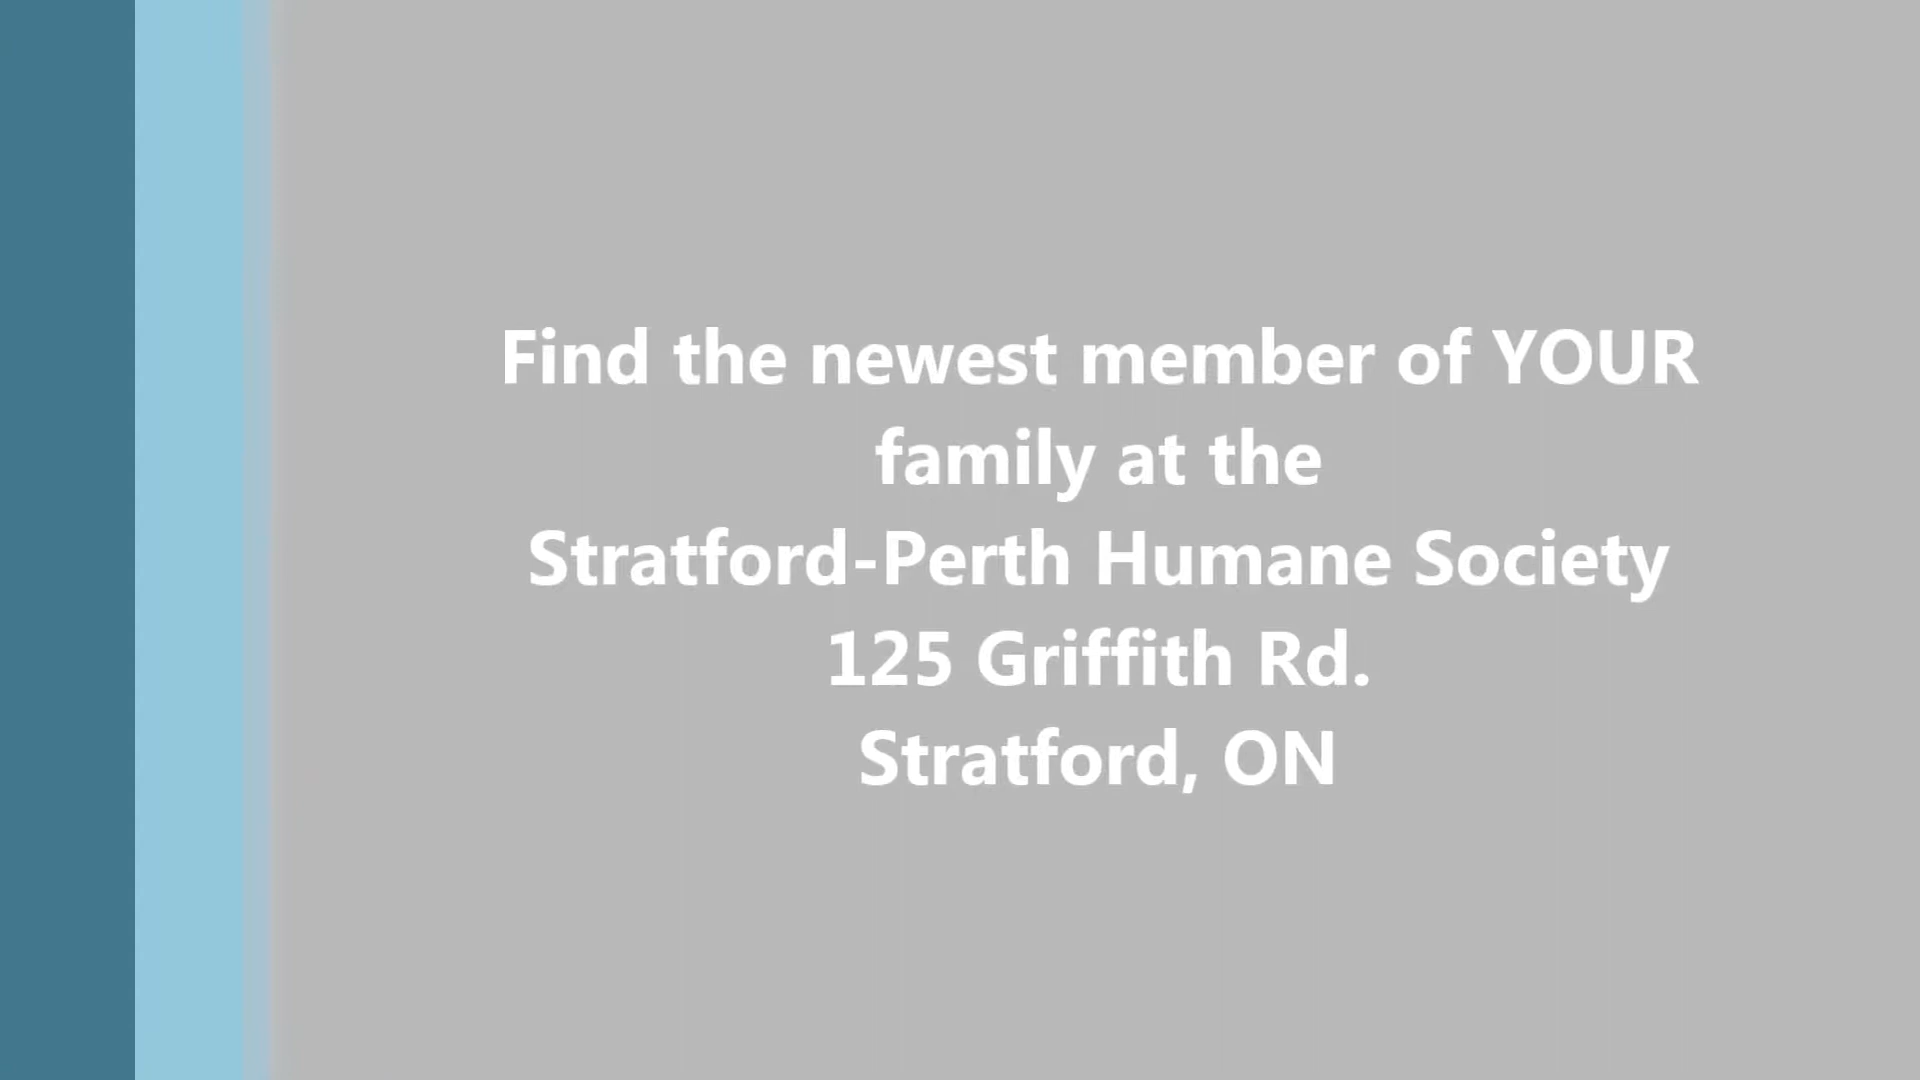 Find the newest member of YOUR
family at the
Stratford-Perth Humane Society
125 Griffith Rd.
Stratford, ON